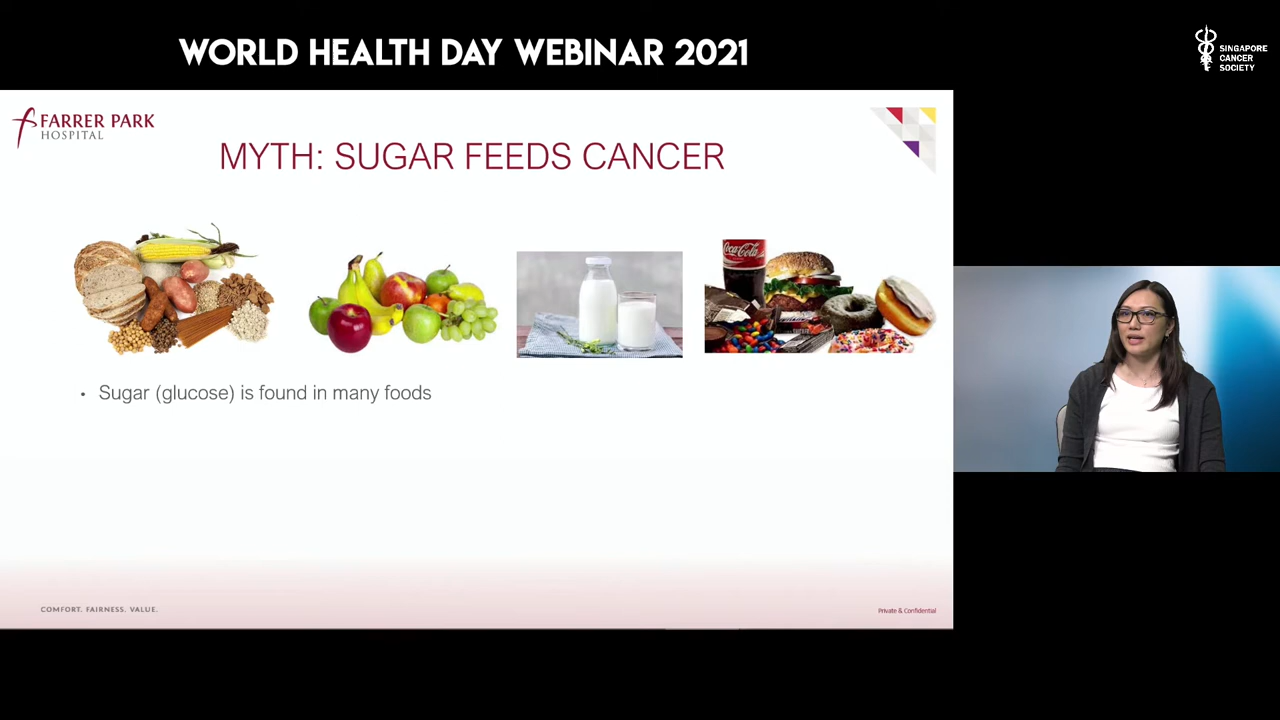 WORLD HEALTH DAY WEBINAR 2021
SINGAPORE
CANCER
SOCIETY
FARRER PARK
HOSPITAL
MYTH: SUGAR FEEDS CANCER
Coca-Cola
• Sugar (glucose) is found in many foods
COMFORT. FAIRNESS. VALUE.
Private & Confidential